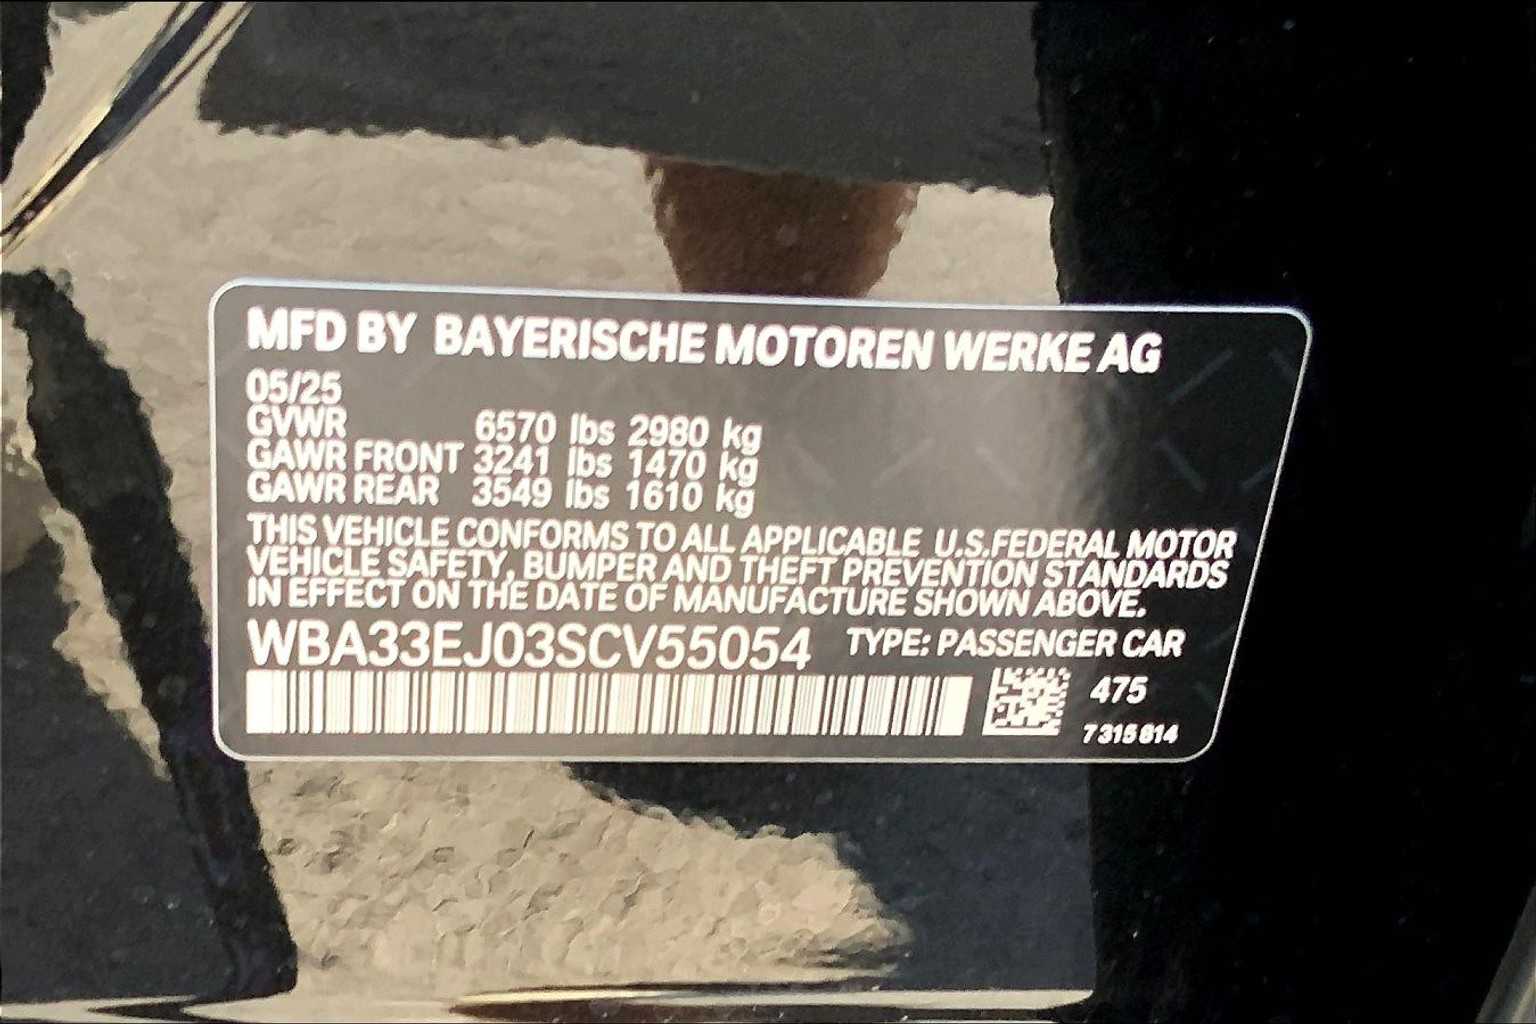 MFD BY BAYERISCHE MOTOREN WERKE AG
05/25
GVWR 6570 lbs 2980 kg
GAWR FRONT 3241 lbs 1470 kg
GAWR REAR 3549 lbs 1610 kg
THIS VEHICLE CONFORMS TO ALL APPLICABLE U.S.FEDERAL MOTOR
VEHICLE SAFETY, BUMPER AND THEFT PREVENTION STANDARDS
IN EFFECT ON THE DATE OF MANUFACTURE SHOWN ABOVE.
WBA33EJ03SCV55054 TYPE: PASSENGER CAR
475
7 315 814